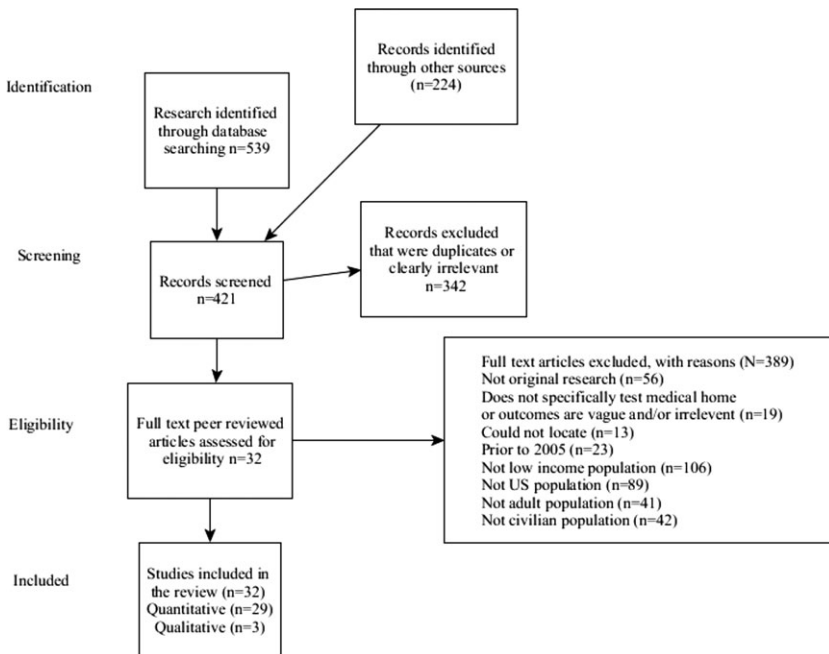 Identification
Records identified
through other sources
(n=224)
Research identified
through database
searching n=539
Screening
Records screened
n=421
Records excluded
that were duplicates or
clearly irrelevant
n=342
Eligibility
Full text peer reviewed
articles assessed for
eligibility n=32
Full text articles excluded, with reasons (N=389)
Not original research (n=56)
Does not specifically test medical home
or outcomes are vague and/or irrelevent (n=19)
Could not locate (n=13)
Prior to 2005 (n=23)
Not low income population (n=106)
Not US population (n=89)
Not adult population (n=41)
Not civilian population (n=42)
Included
Studies included in
the review (n=32)
Quantitative (n=29)
Qualitative (n=3)